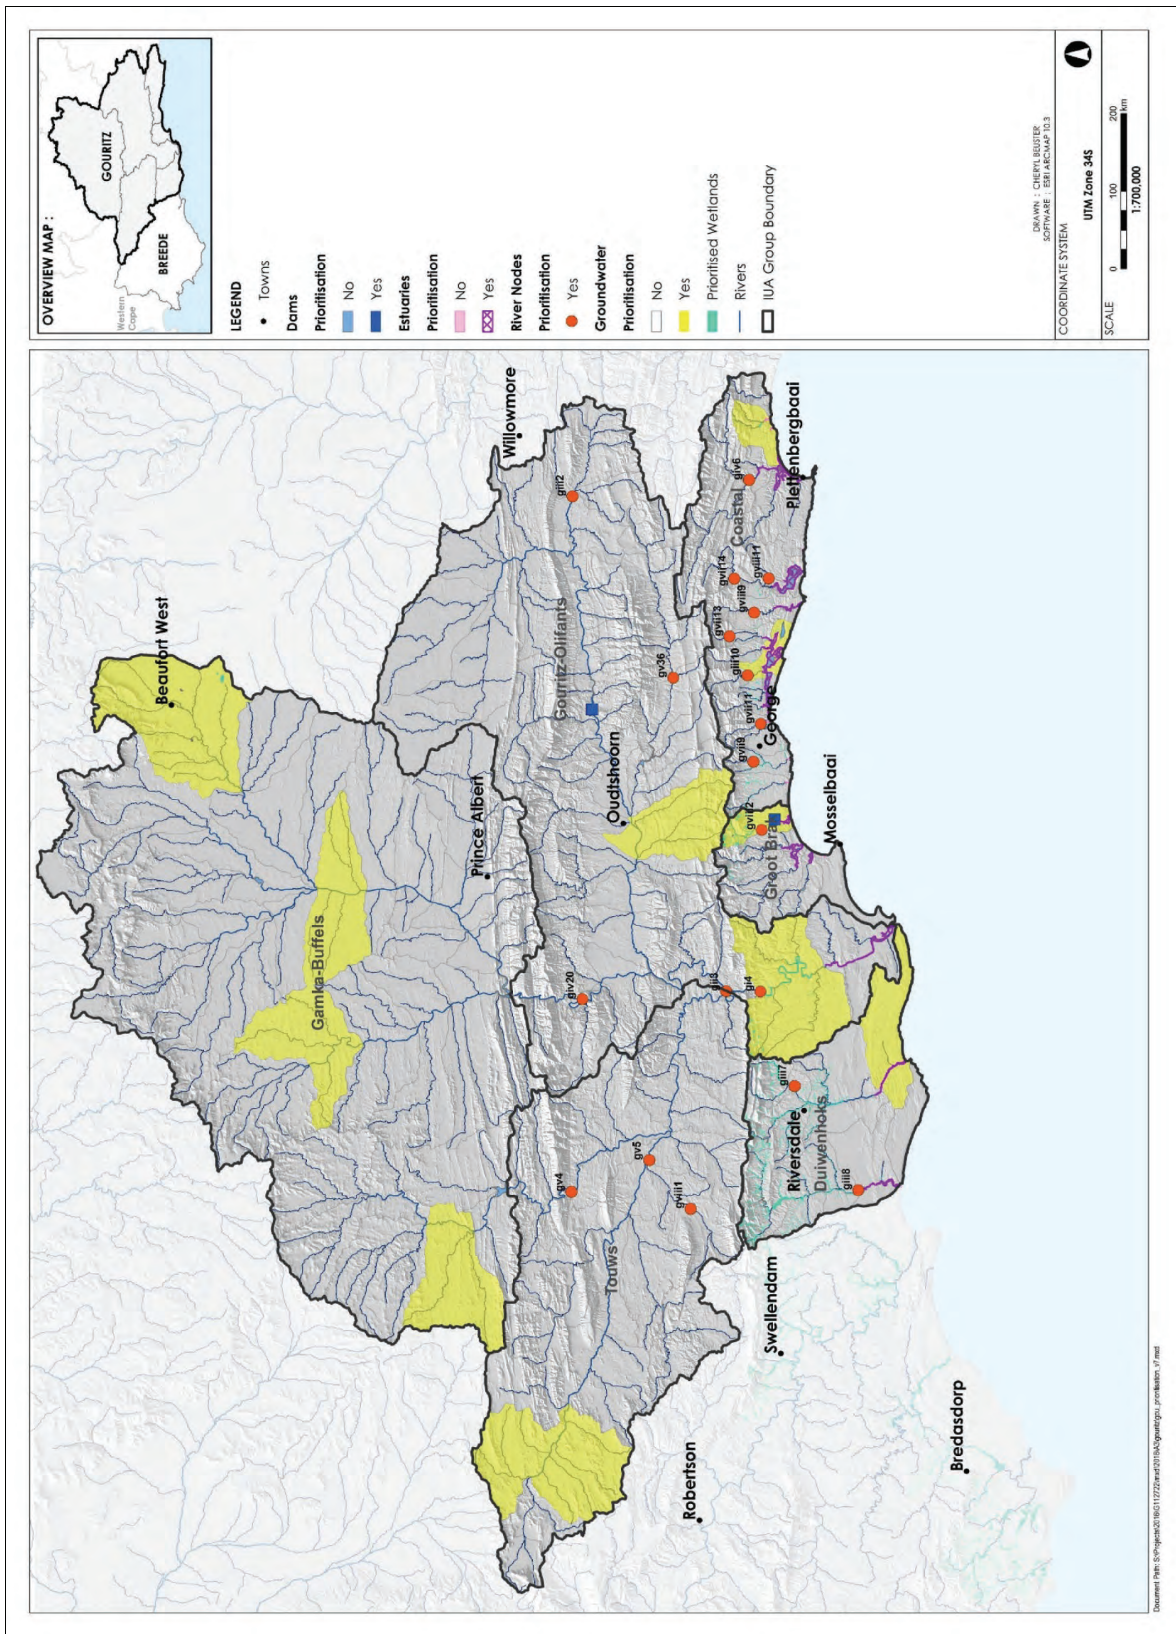 OVERVIEW MAP :
Western
Cape
GOURITZ
BREEDE
LEGEND
Towns
Dams
Prioritisation
No
Yes
Estuaries
Prioritisation
No
Yes
River Nodes
Prioritisation
Yes
Groundwater
Prioritisation
No
Yes
Prioritised Wetlands
Rivers
IUA Group Boundary
DRAWN : CHERYL BEUSTER
SOFTWARE : ESRI ARCMAP 10.3
COORDINATE SYSTEM
UTM Zone 34S
SCALE
0 100 200
km
1:700,000
Beaufort West
Gamka-Buffels
Prince Albert
Willowmore
giii2
Gouritz-Olifants
Oudtshoorn
gv36
giv20
gv4
gv5
gviii1
Touws
Coastal
giv6
Plettenbergbaai
gvii14
gviii11
gviii9
gvii13
giii10
gvii11
George
gvii9
gviii2
Groot Brak
Mosselbaai
gi4
giii7
Riversdale
Duiwenhoks
giii8
Swellendam
Robertson
Bredasdorp